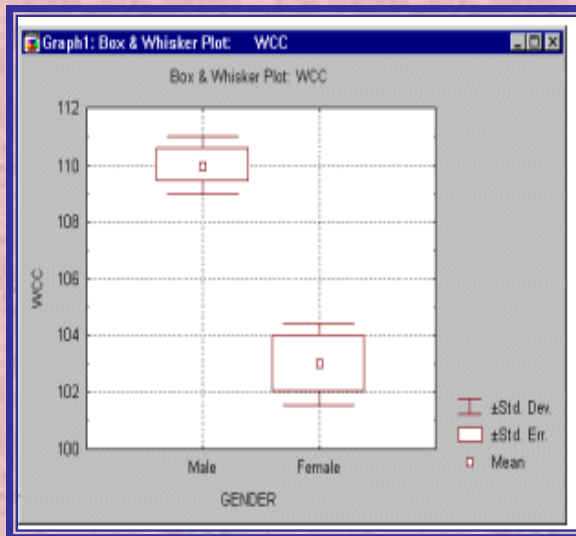 Graph1: Box & Whisker Plot: WCC
Box & Whisker Plot: WCC
112
110
108
106
104
102
100
WCC
Male Female
GENDER
±Std. Dev.
±Std. Err.
Mean